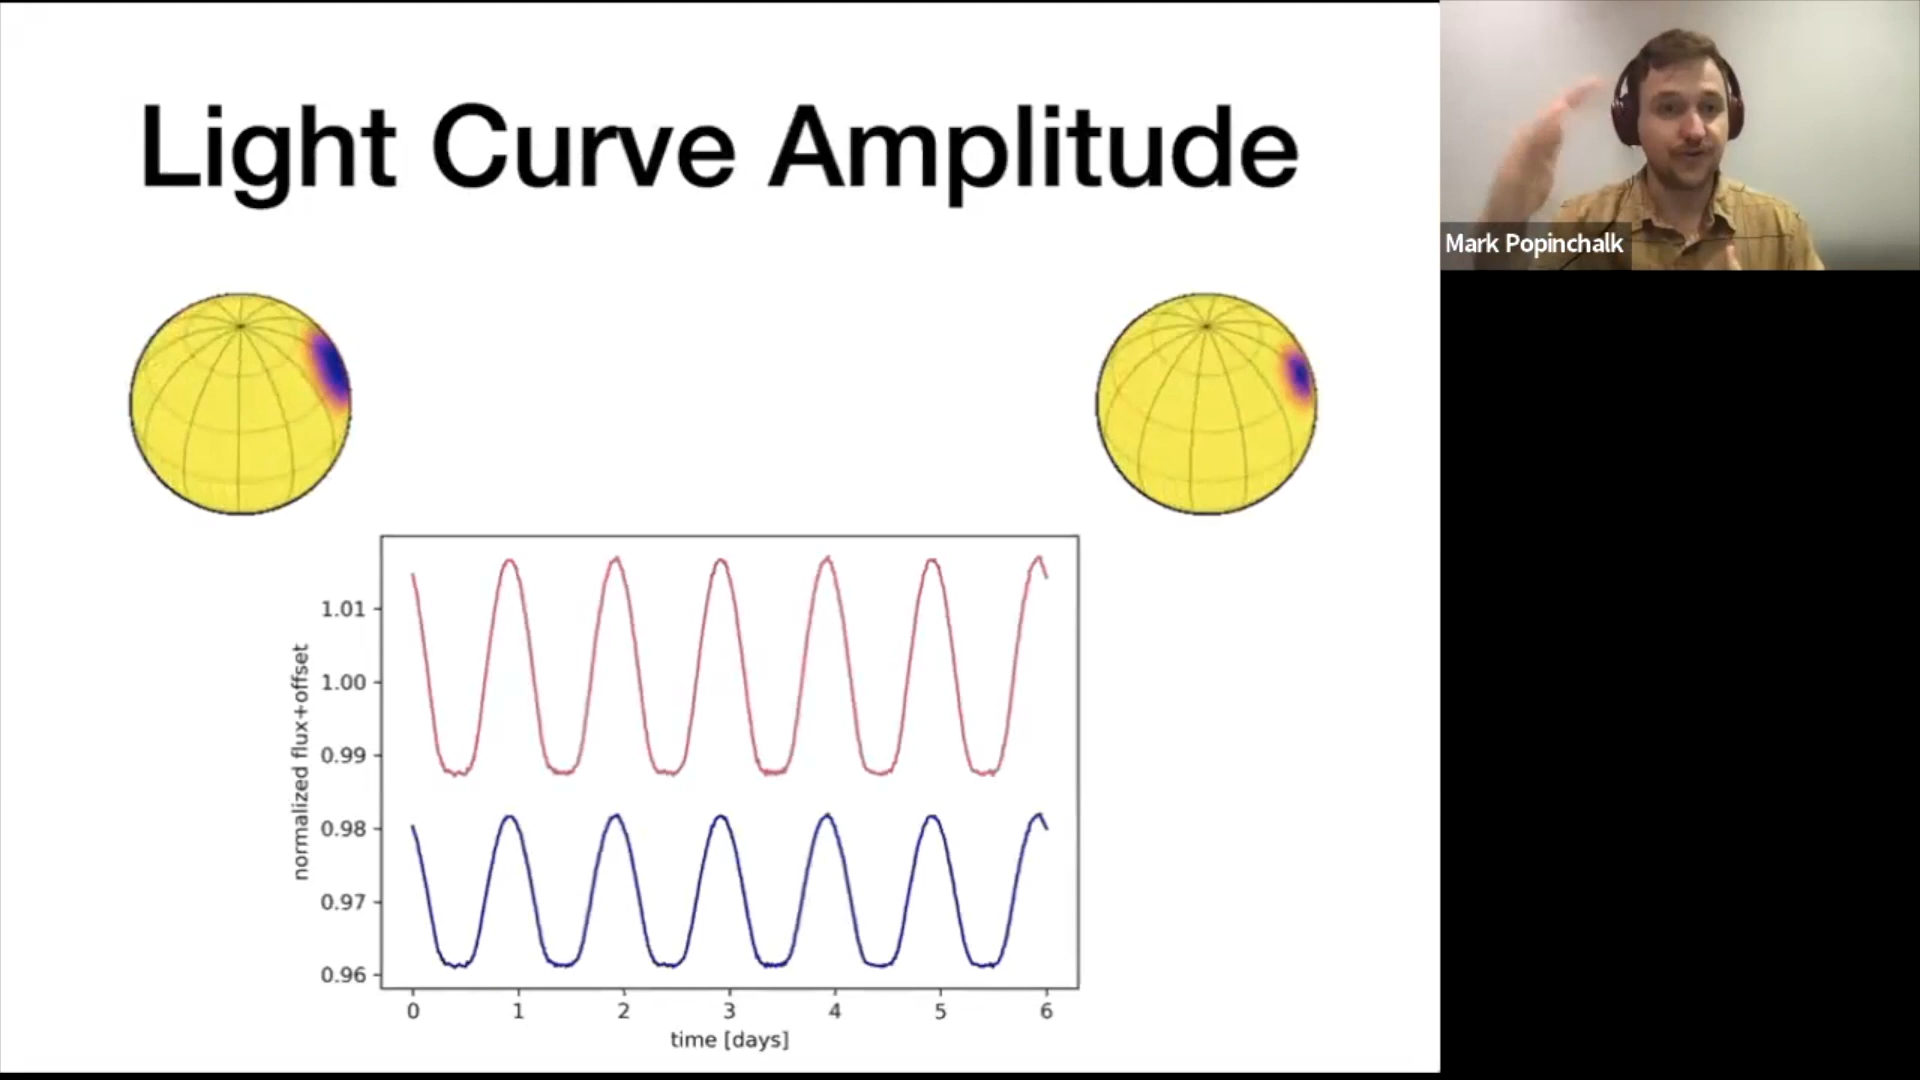 Light Curve Amplitude
Mark Popinchalk
normalized flux+offset
1.01
1.00
0.99
0.98
0.97
0.96
0 1 2 3 4 5 6
time [days]